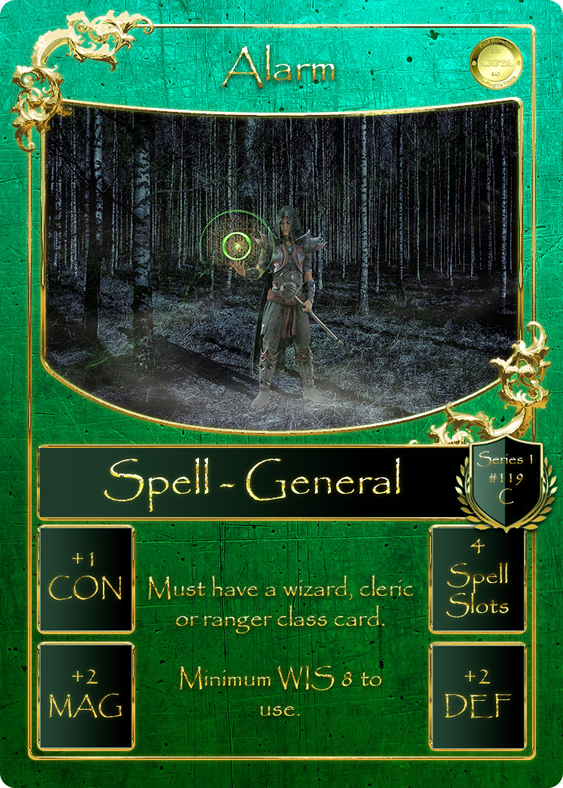 Alarm
Spell - General
Series 1
#119
C
+1
CON
Must have a wizard, cleric
or ranger class card.
4
Spell
Slots
+2
MAG
Minimum WIS 8 to
use.
+2
DEF